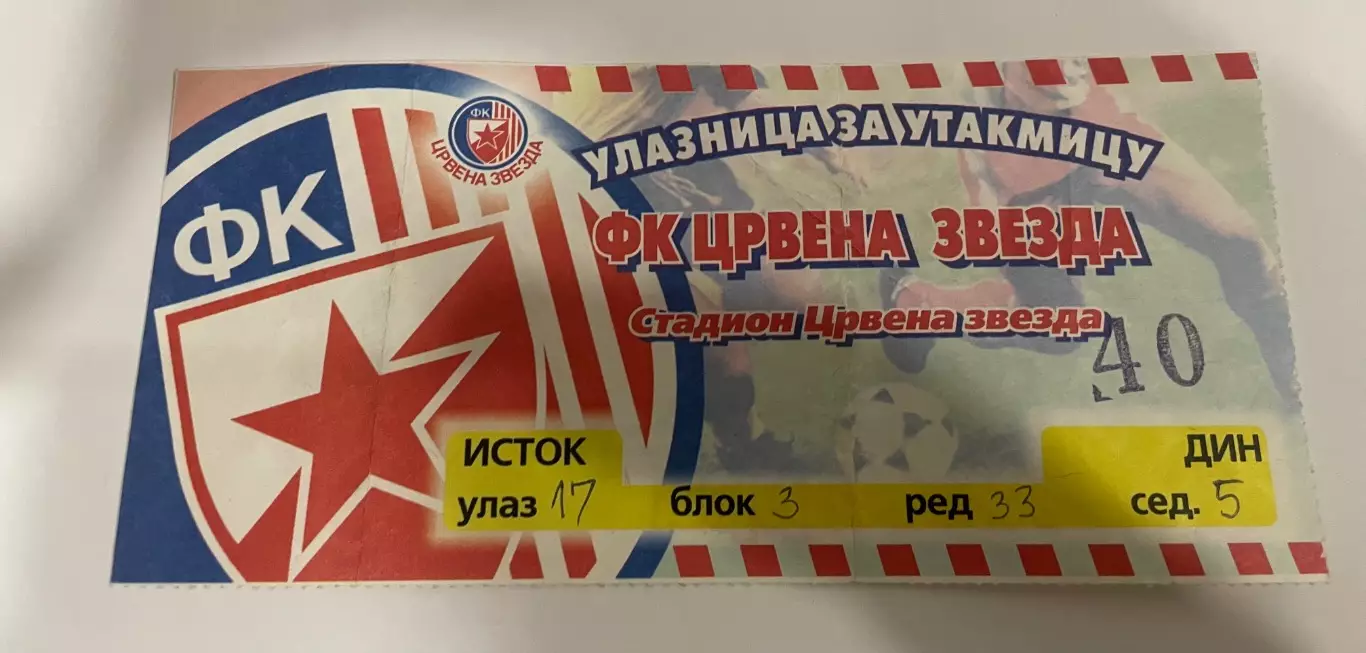 ФК
ФК
ЦРВЕНА ЗВЕЗДА
УЛАЗНИЦА ЗА УТАКМИЦУ
ФК ЦРВЕНА ЗВЕЗДА
Стадион Црвена звезда
40
ИСТОК
ДИН
улаз 17 блок 3 ред 33 сед. 5